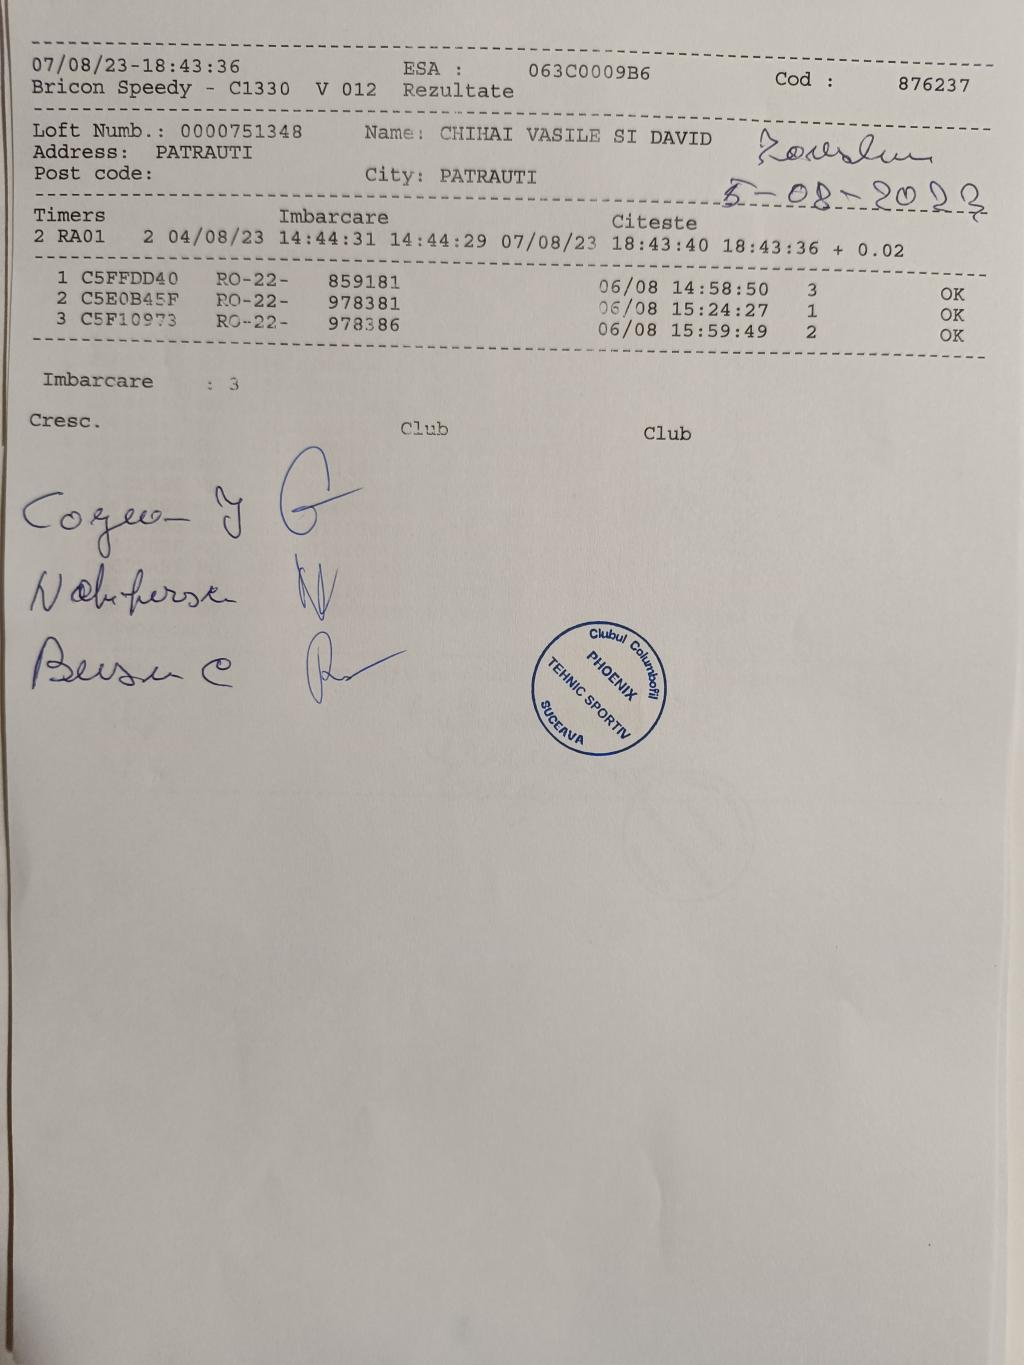 07/08/23-18:43:36 ESA : 063C0009B6 Cod : 876237
Bricon Speedy - C1330 V 012 Rezultate
Loft Numb.: 0000751348 Name: CHIHAI VASILE SI DAVID
Address: PATRAUTI
Post code: City: PATRAUTI
5-08-2023
Timers Imbarcare Citeste
2 RA01 2 04/08/23 14:44:31 14:44:29 07/08/23 18:43:40 18:43:36 + 0.02
1 C5FFDD40 RO-22- 859181 06/08 14:58:50 3 OK
2 C5E0B45F RO-22- 978381 06/08 15:24:27 1 OK
3 C5F10973 RO-22- 978386 06/08 15:59:49 2 OK
Imbarcare : 3
Cresc. Club Club
Clubul Columbofil
PHOENIX
TEHNIC SPORTIV
SUCEAVA